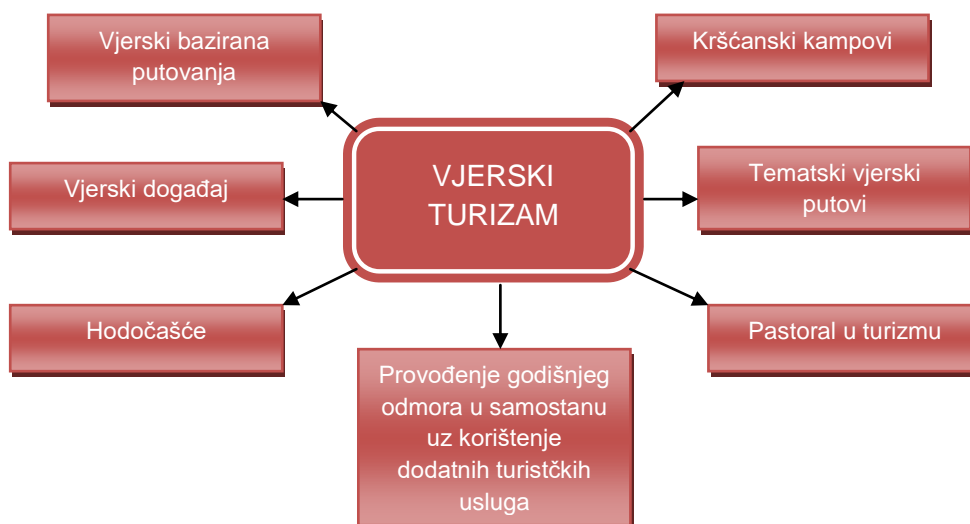 Vjerski bazirana
putovanja
Kršćanski kampovi
VJERSKI
TURIZAM
Vjerski događaj
Tematski vjerski
putovi
Hodočašće
Pastoral u turizmu
Provođenje godišnjeg
odmora u samostanu
uz korištenje
dodatnih turistčkih
usluga